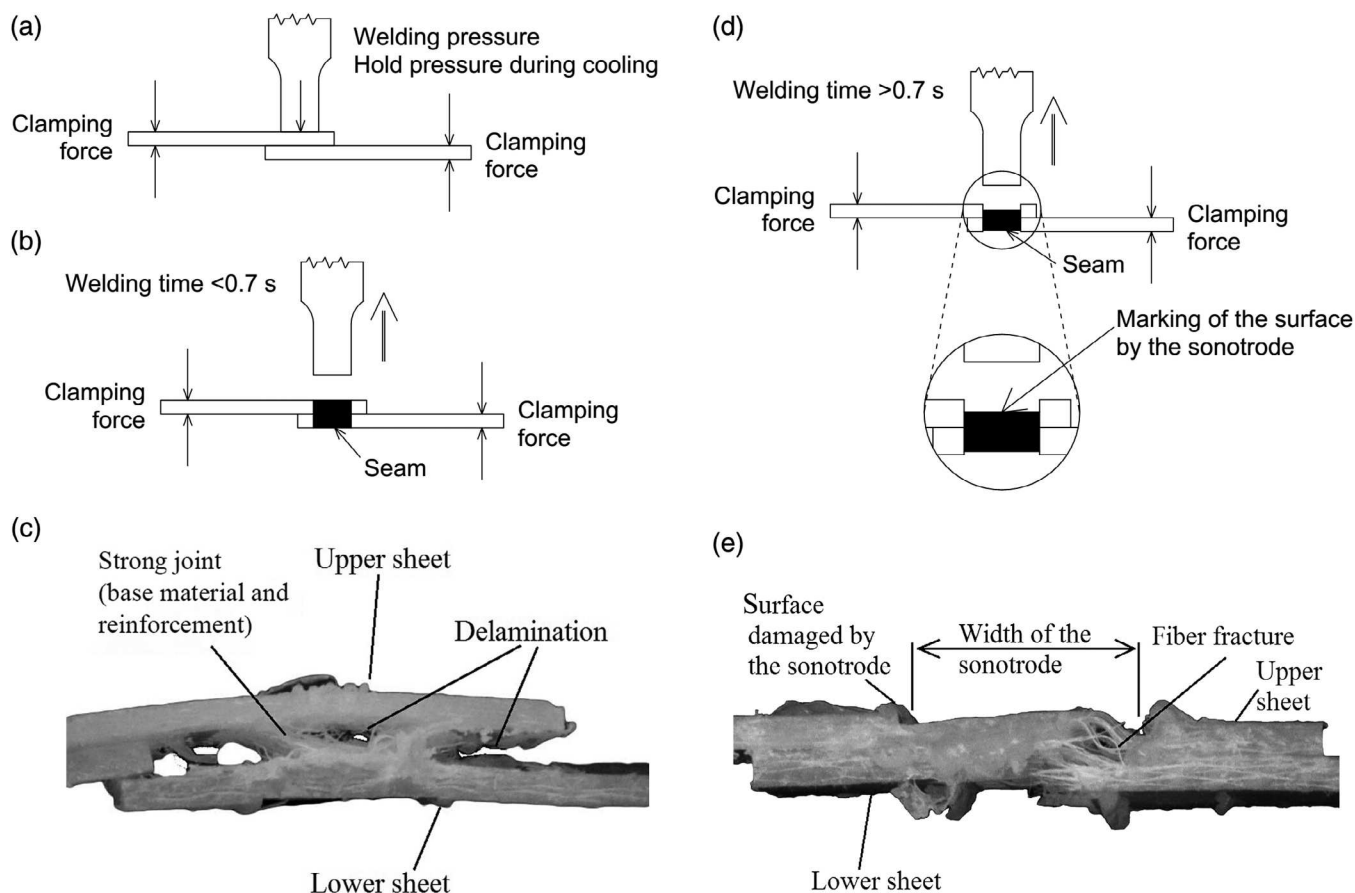 (a)
Welding pressure
Hold pressure during cooling
Clamping
force
Clamping
force
(b)
Welding time <0.7 s
Clamping
force
Clamping
force
Seam
(c)
Strong joint
(base material and
reinforcement)
Upper sheet
Delamination
Lower sheet
(d)
Welding time >0.7 s
Clamping
force
Clamping
force
Seam
Marking of the surface
by the sonotrode
(e)
Surface
damaged by
the sonotrode
Width of the
sonotrode
Fiber fracture
Upper
sheet
Lower sheet